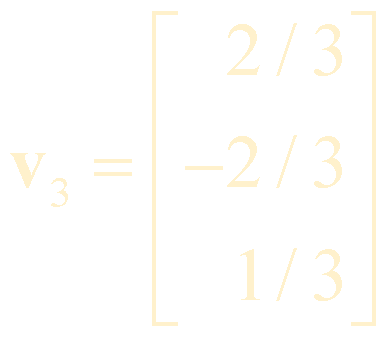 2 / 3
v₃ = −2 / 3
1 / 3